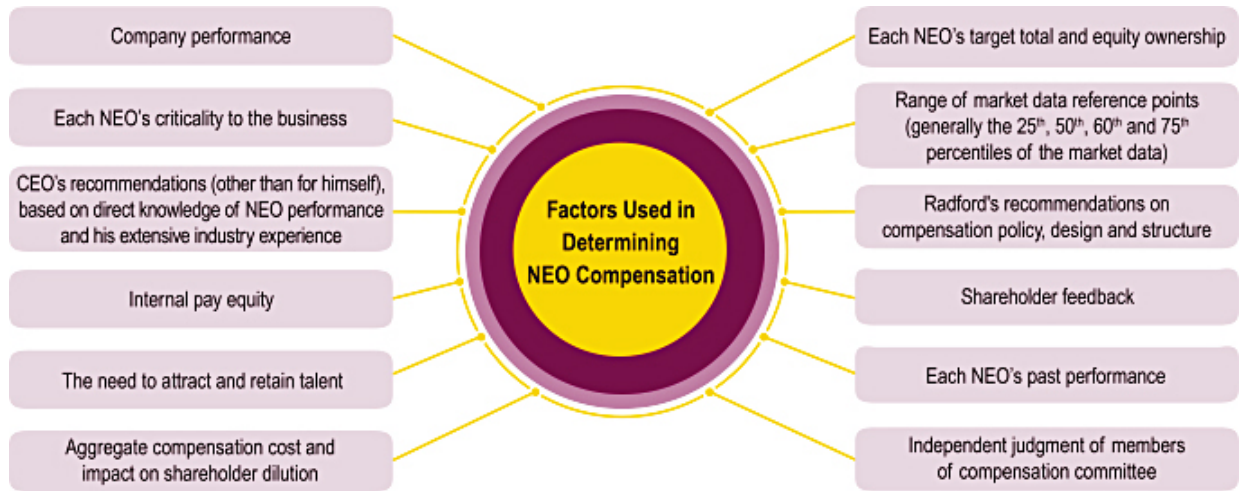 Company performance
Each NEO's criticality to the business
CEO's recommendations (other than for himself),
based on direct knowledge of NEO performance
and his extensive industry experience
Internal pay equity
The need to attract and retain talent
Aggregate compensation cost and
impact on shareholder dilution
Factors Used in
Determining
NEO Compensation
Each NEO's target total and equity ownership
Range of market data reference points
(generally the 25th, 50th, 60th and 75th
percentiles of the market data)
Radford's recommendations on
compensation policy, design and structure
Shareholder feedback
Each NEO's past performance
Independent judgment of members
of compensation committee